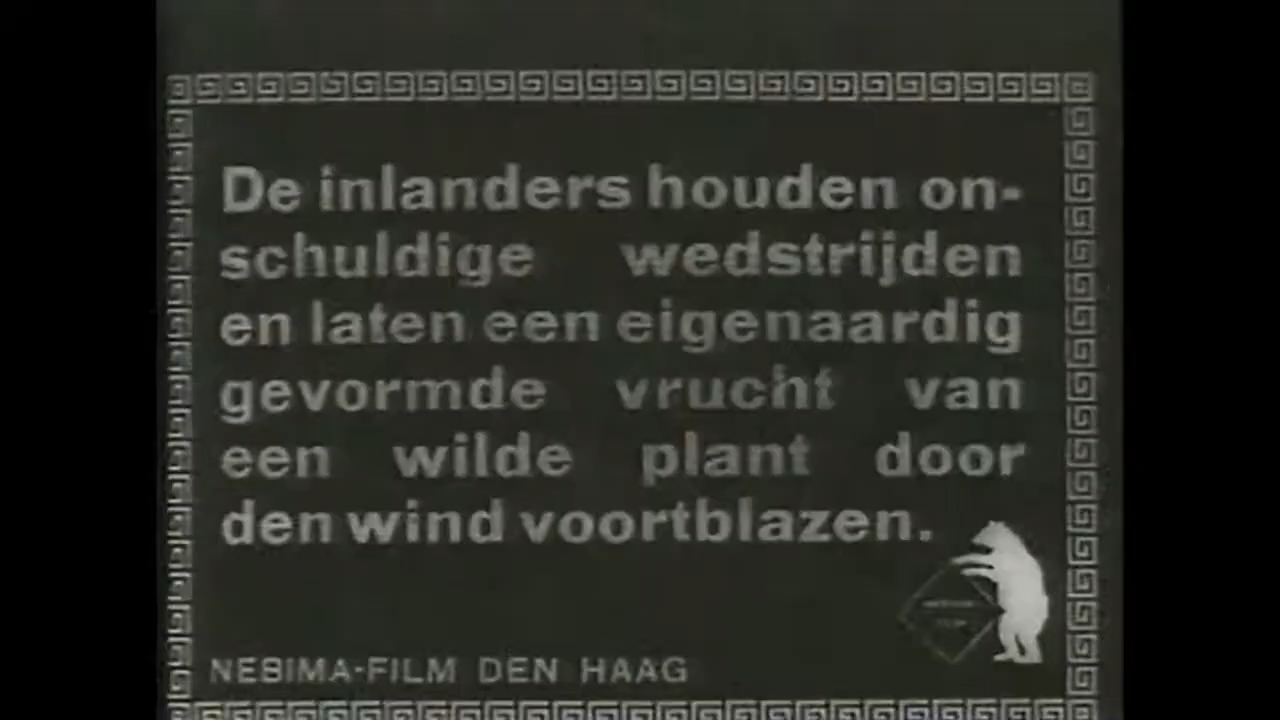 De inlanders houden on-
schuldige wedstrijden
en laten een eigenaardig
gevormde vrucht van
een wilde plant door
den wind voortblazen.
NEBIMA-FILM DEN HAAG